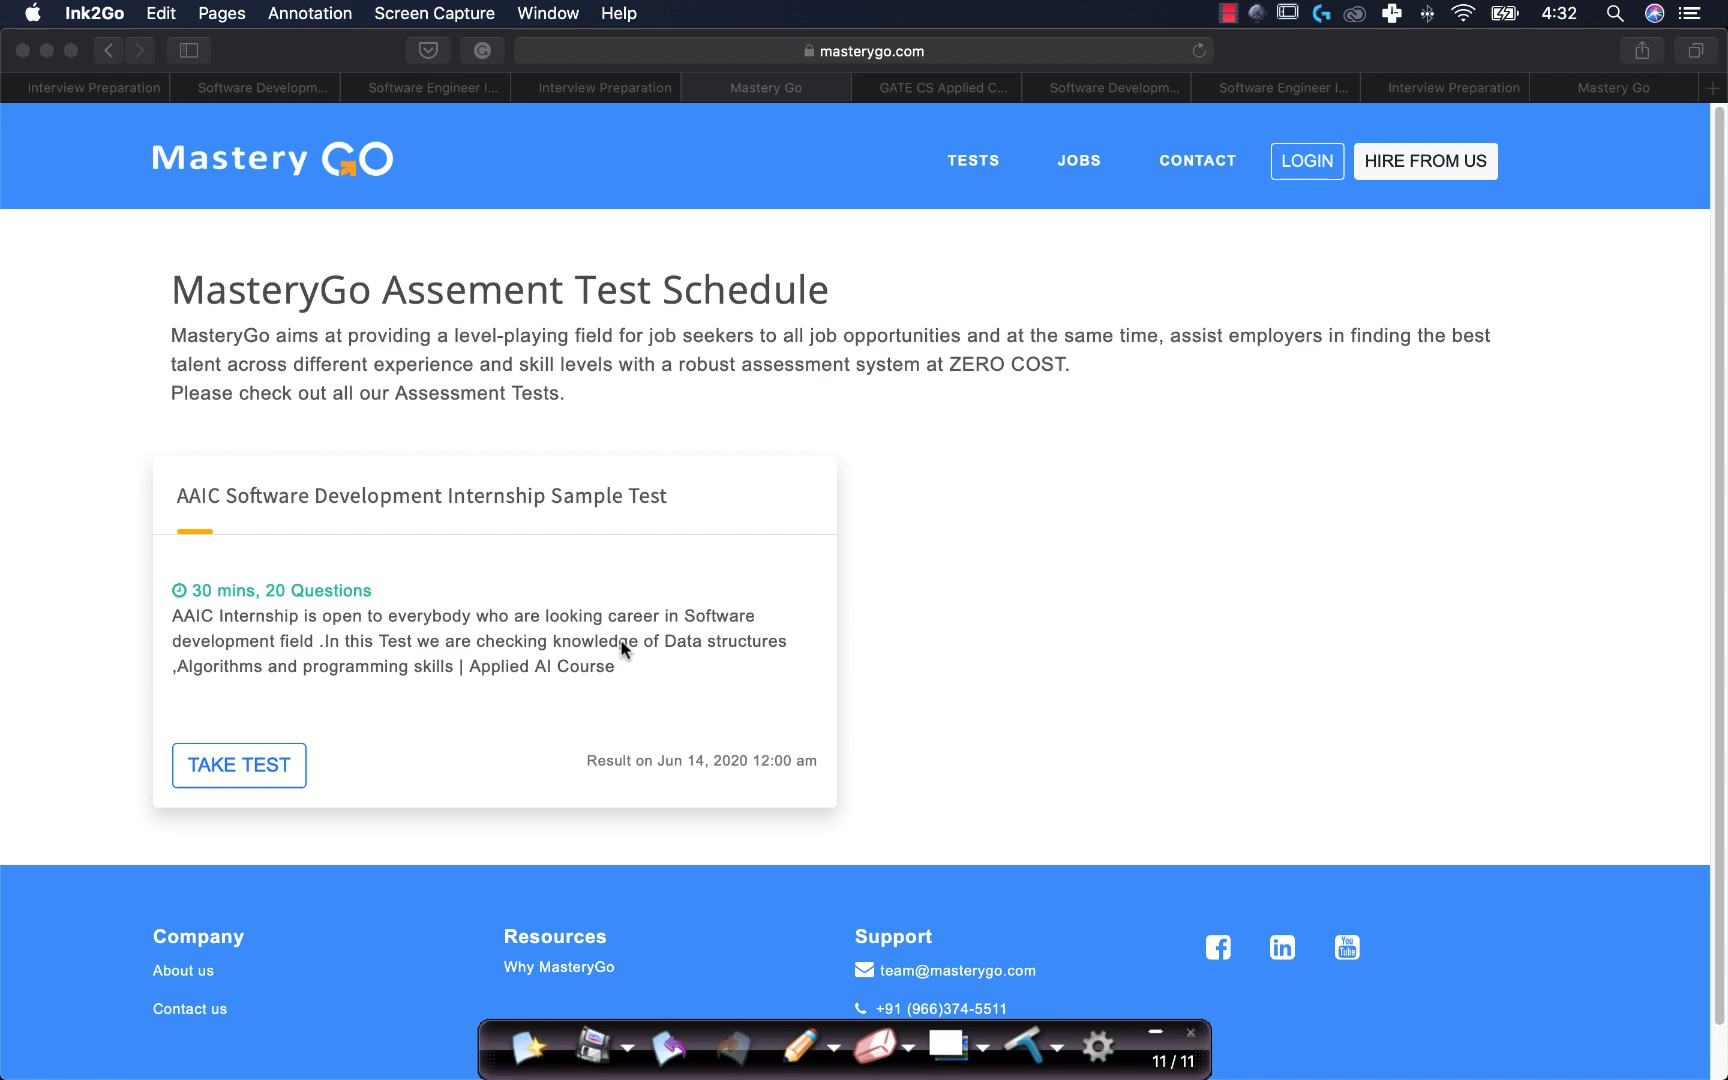 Ink2Go Edit Pages Annotation Screen Capture Window Help 4:32
masterygo.com
Interview Preparation Software Developm... Software Engineer I... Interview Preparation Mastery Go GATE CS Applied C... Software Developm... Software Engineer I... Interview Preparation Mastery Go
Mastery GO TESTS JOBS CONTACT LOGIN HIRE FROM US
MasteryGo Assement Test Schedule
MasteryGo aims at providing a level-playing field for job seekers to all job opportunities and at the same time, assist employers in finding the best
talent across different experience and skill levels with a robust assessment system at ZERO COST.
Please check out all our Assessment Tests.
AAIC Software Development Internship Sample Test
30 mins, 20 Questions
AAIC Internship is open to everybody who are looking career in Software
development field .In this Test we are checking knowledge of Data structures
,Algorithms and programming skills | Applied AI Course
TAKE TEST Result on Jun 14, 2020 12:00 am
Company Resources Support
About us Why MasteryGo team@masterygo.com
Contact us +91 (966)374-5511
You Tube
11 / 11